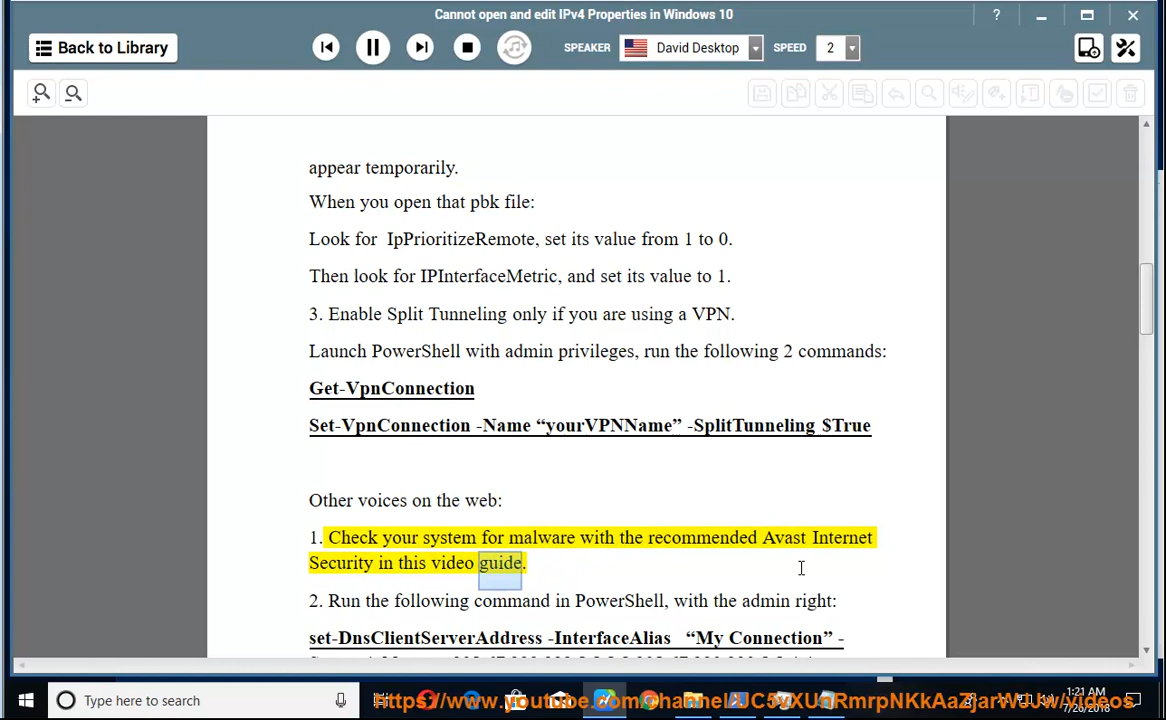 Cannot open and edit IPv4 Properties in Windows 10
Back to Library
SPEAKER
David Desktop
SPEED
2
appear temporarily.
When you open that pbk file:
Look for IpPrioritizeRemote, set its value from 1 to 0.
Then look for IPInterfaceMetric, and set its value to 1.
3. Enable Split Tunneling only if you are using a VPN.
Launch PowerShell with admin privileges, run the following 2 commands:
Get-VpnConnection
Set-VpnConnection -Name “yourVPNName” -SplitTunneling $True
Other voices on the web:
1. Check your system for malware with the recommended Avast Internet
Security in this video guide.
2. Run the following command in PowerShell, with the admin right:
set-DnsClientServerAddress -InterfaceAlias “My Connection” -
Type here to search
1:21 AM
7/26/2018